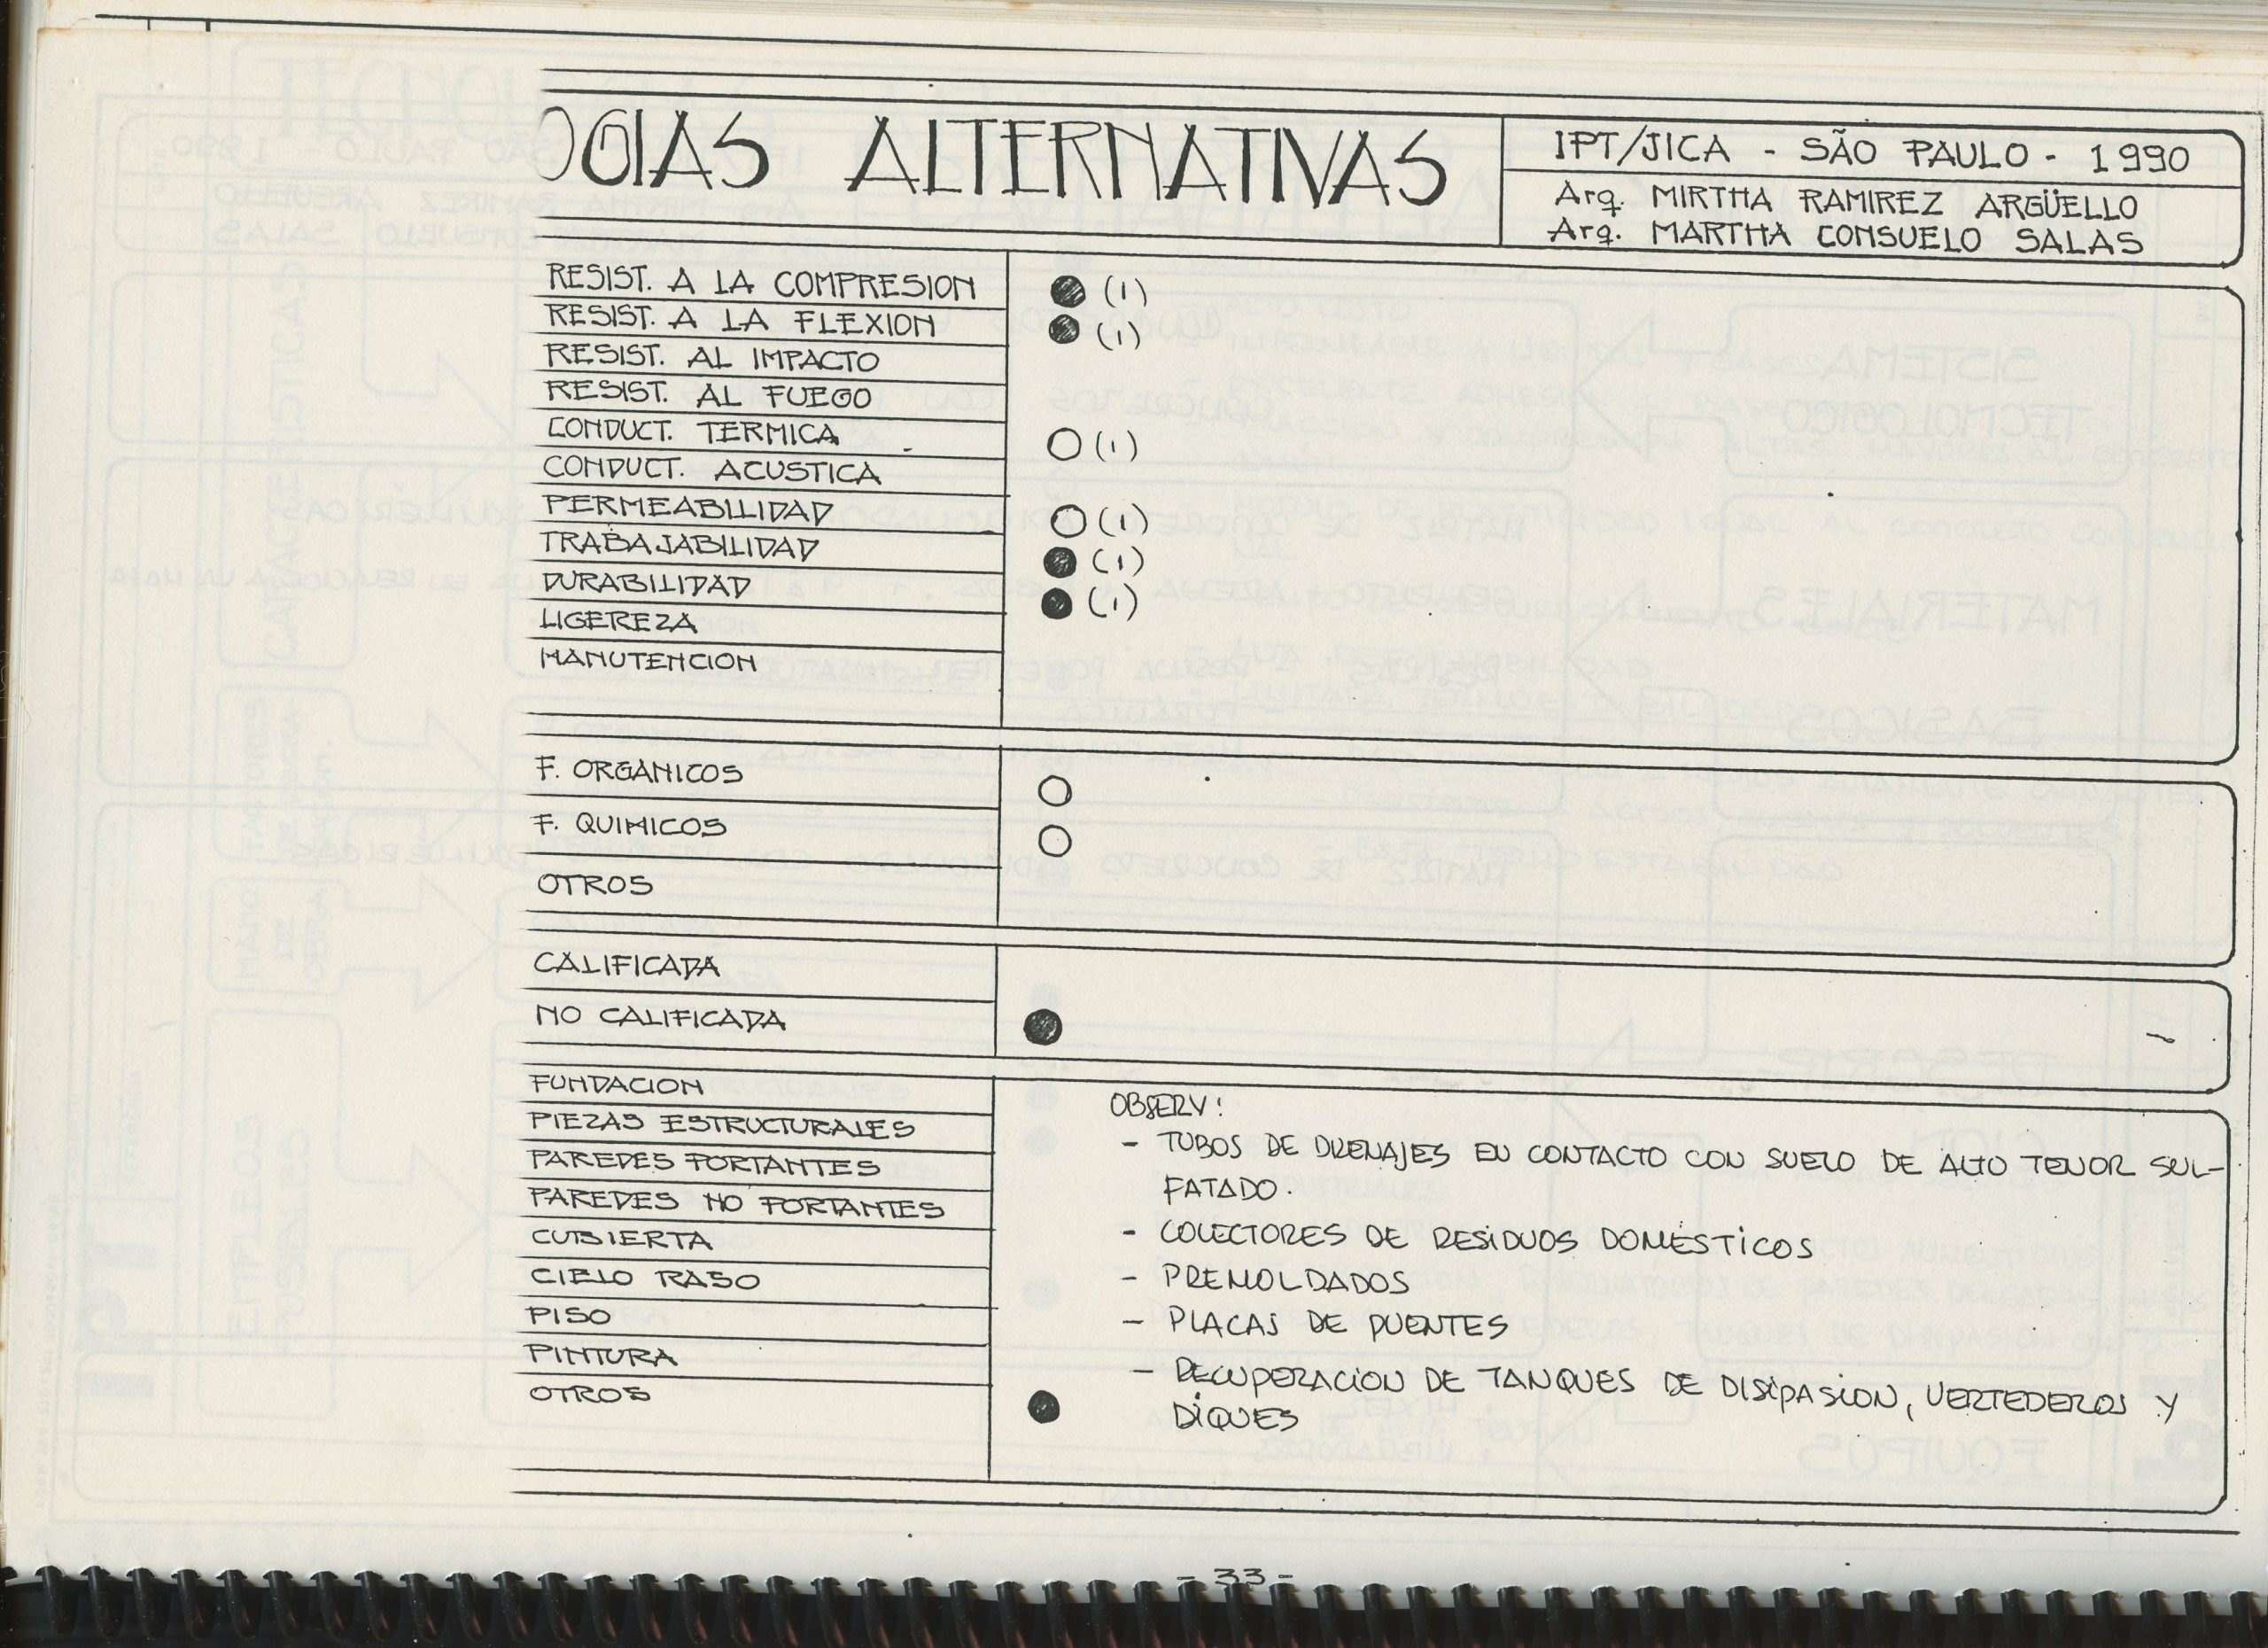 OGIAS ALTERNATIVAS
IPT/JICA - SÃO PAULO - 1990
Arq. MIRTHA RAMIREZ ARGÜELLO
Arq. MARTHA CONSUELO SALAS
RESIST. A LA COMPRESION (1)
RESIST. A LA FLEXION (1)
RESIST. AL IMPACTO
RESIST. AL FUEGO
CONDUCT. TERMICA (1)
CONDUCT. ACUSTICA
PERMEABILIDAD (1)
TRABAJABILIDAD (1)
DURABILIDAD (1)
LIGEREZA
MANUTENCION
F. ORGANICOS
F. QUIMICOS
OTROS
CALIFICADA
NO CALIFICADA
FUNDACION
PIEZAS ESTRUCTURALES
PAREDES PORTANTES
PAREDES NO PORTANTES
CUBIERTA
CIELO RASO
PISO
PINTURA
OTROS
OBSERV:
- TUBOS DE DRENAJES EN CONTACTO CON SUELO DE ALTO TENOR SUL-
FATADO.
- COLECTORES DE RESIDUOS DOMÉSTICOS
- PREMOLDADOS
- PLACAS DE PUENTES
- RECUPERACION DE TANQUES DE DISIPASION, VERTEDEROS Y
DIQUES
- 33 -